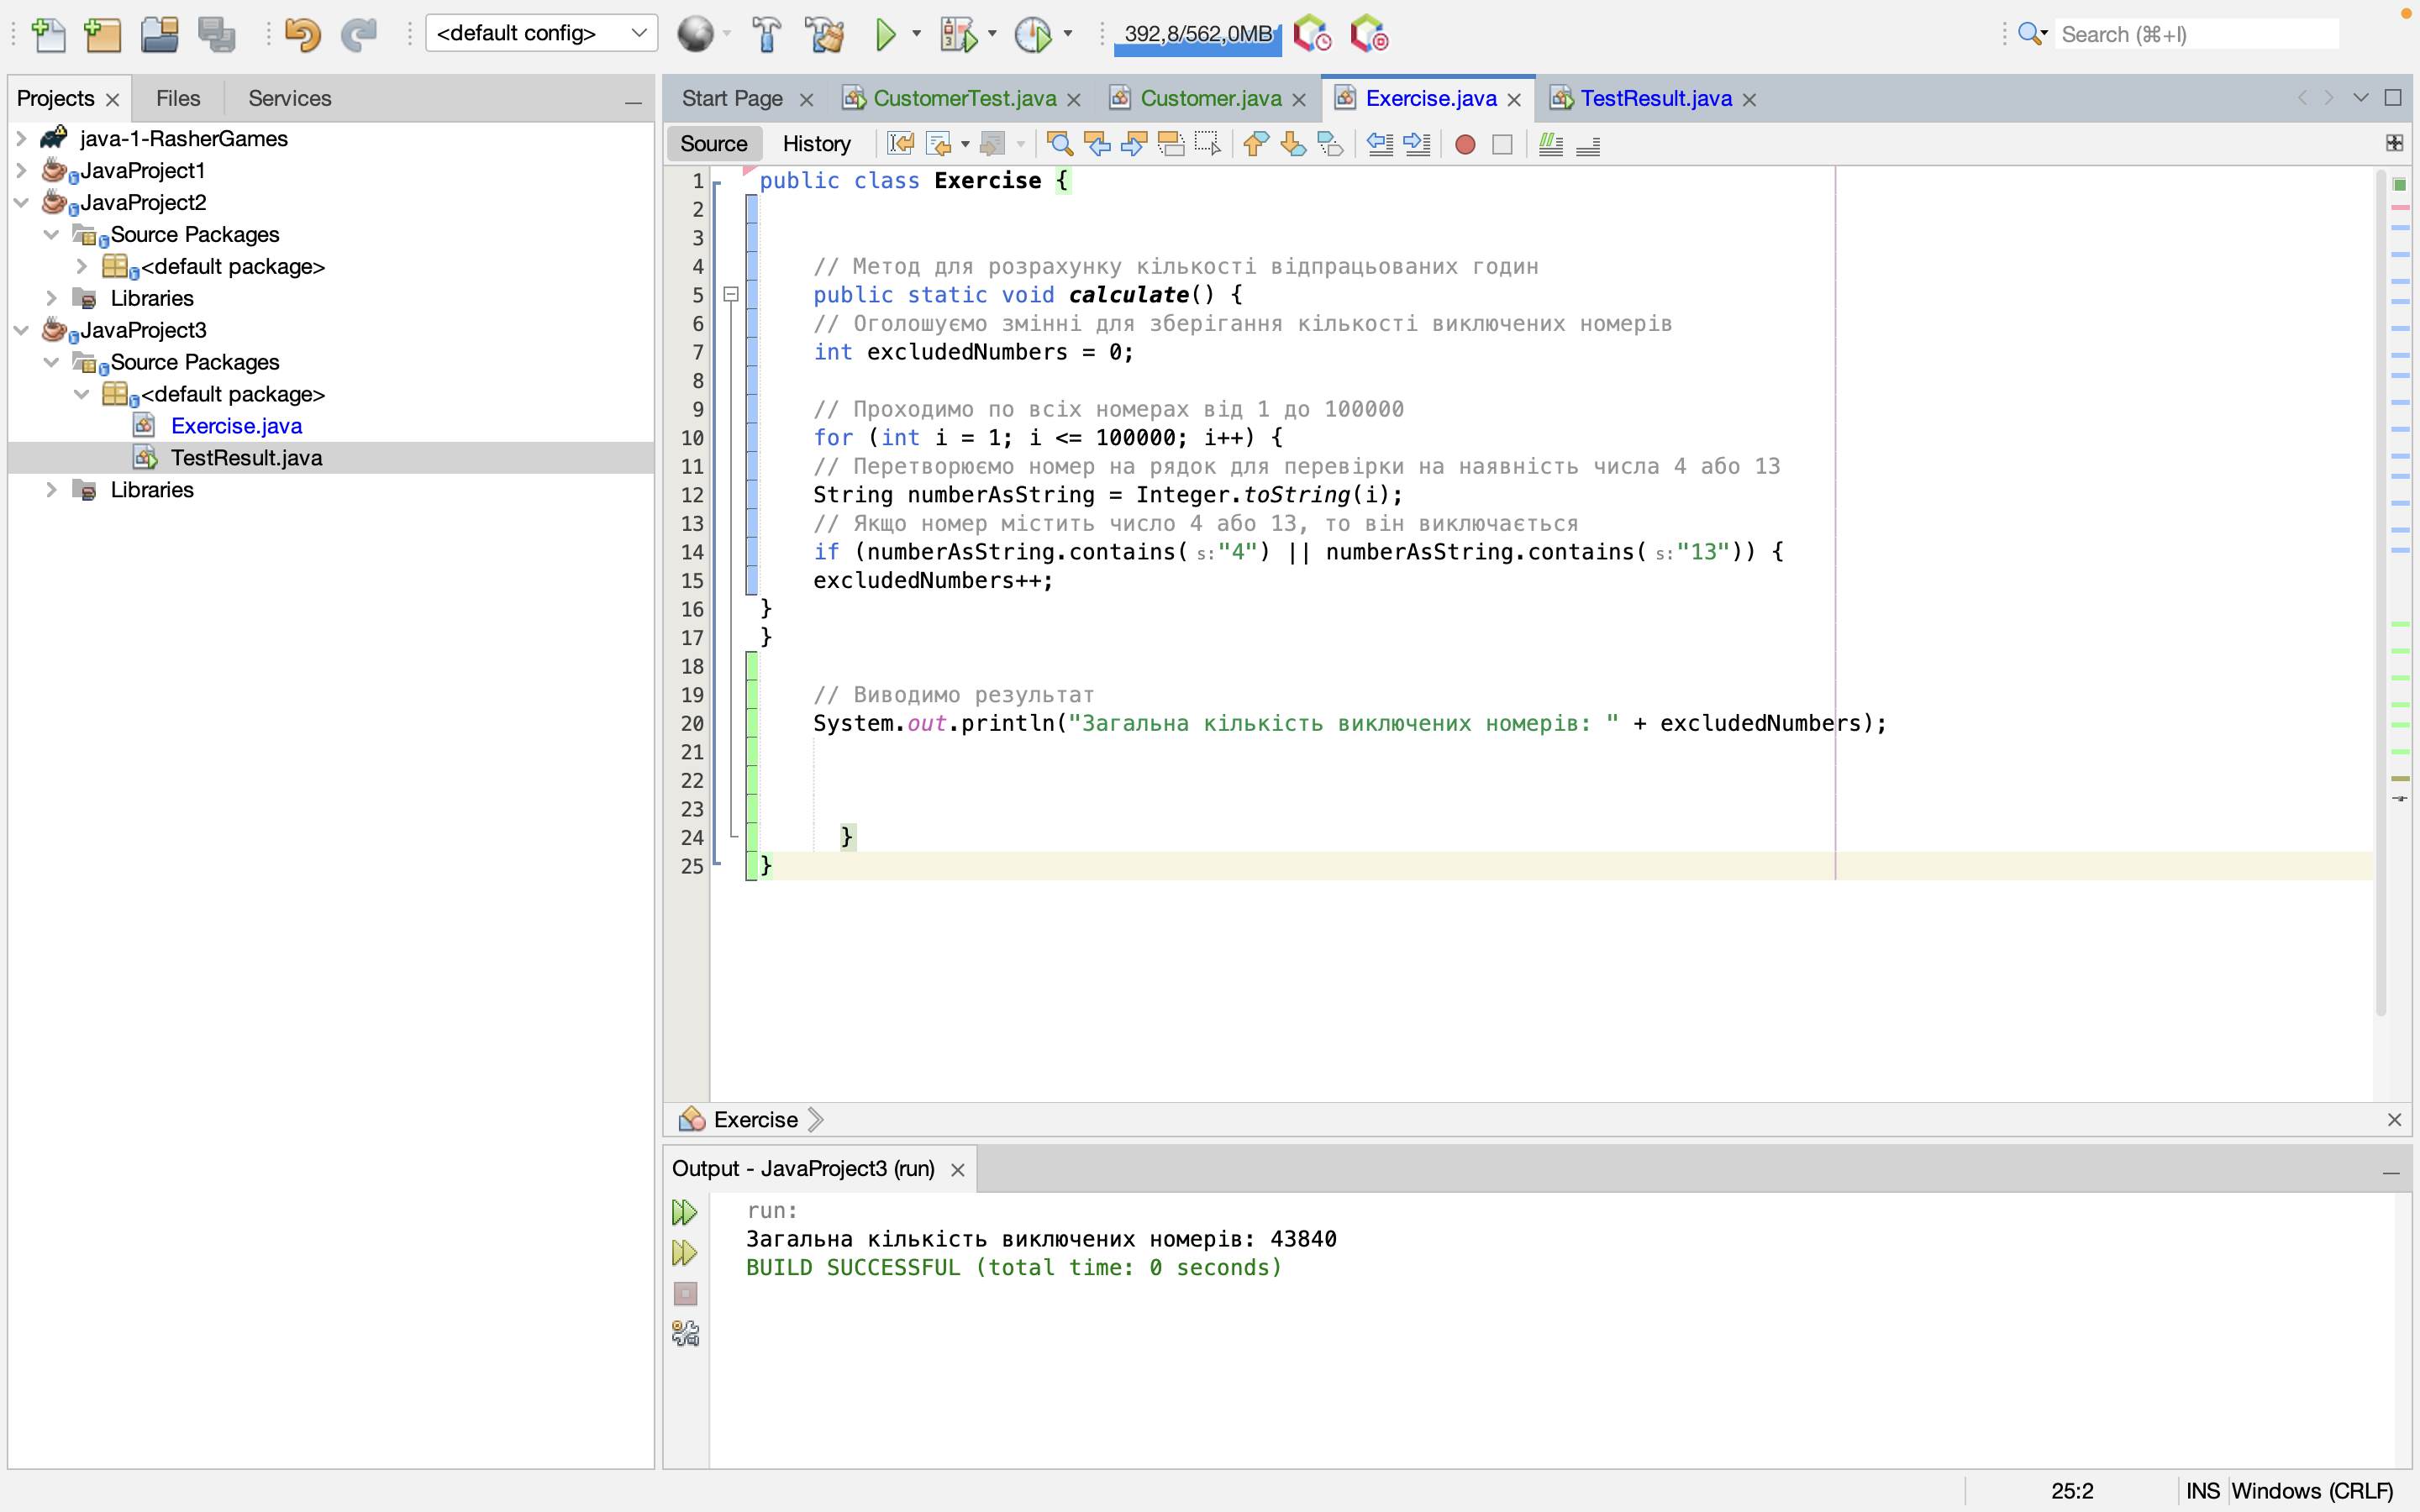 <default config>
392,8/562,0MB
Search (⌘+I)
Projects
Files
Services
java-1-RasherGames
JavaProject1
JavaProject2
Source Packages
<default package>
Libraries
JavaProject3
Source Packages
<default package>
Exercise.java
TestResult.java
Libraries
Start Page
CustomerTest.java
Customer.java
Exercise.java
TestResult.java
Source
History
1 public class Exercise {
2
3
4 // Метод для розрахунку кількості відпрацьованих годин
5 public static void calculate() {
6 // Оголошуємо змінні для зберігання кількості виключених номерів
7 int excludedNumbers = 0;
8
9 // Проходимо по всіх номерах від 1 до 100000
10 for (int i = 1; i <= 100000; i++) {
11 // Перетворюємо номер на рядок для перевірки на наявність числа 4 або 13
12 String numberAsString = Integer.toString(i);
13 // Якщо номер містить число 4 або 13, то він виключається
14 if (numberAsString.contains( s:"4") || numberAsString.contains( s:"13")) {
15 excludedNumbers++;
16 }
17 }
18
19 // Виводимо результат
20 System.out.println("Загальна кількість виключених номерів: " + excludedNumbers);
21
22
23
24 }
25 }
Exercise
Output - JavaProject3 (run)
run:
Загальна кількість виключених номерів: 43840
BUILD SUCCESSFUL (total time: 0 seconds)
25:2
INS
Windows (CRLF)